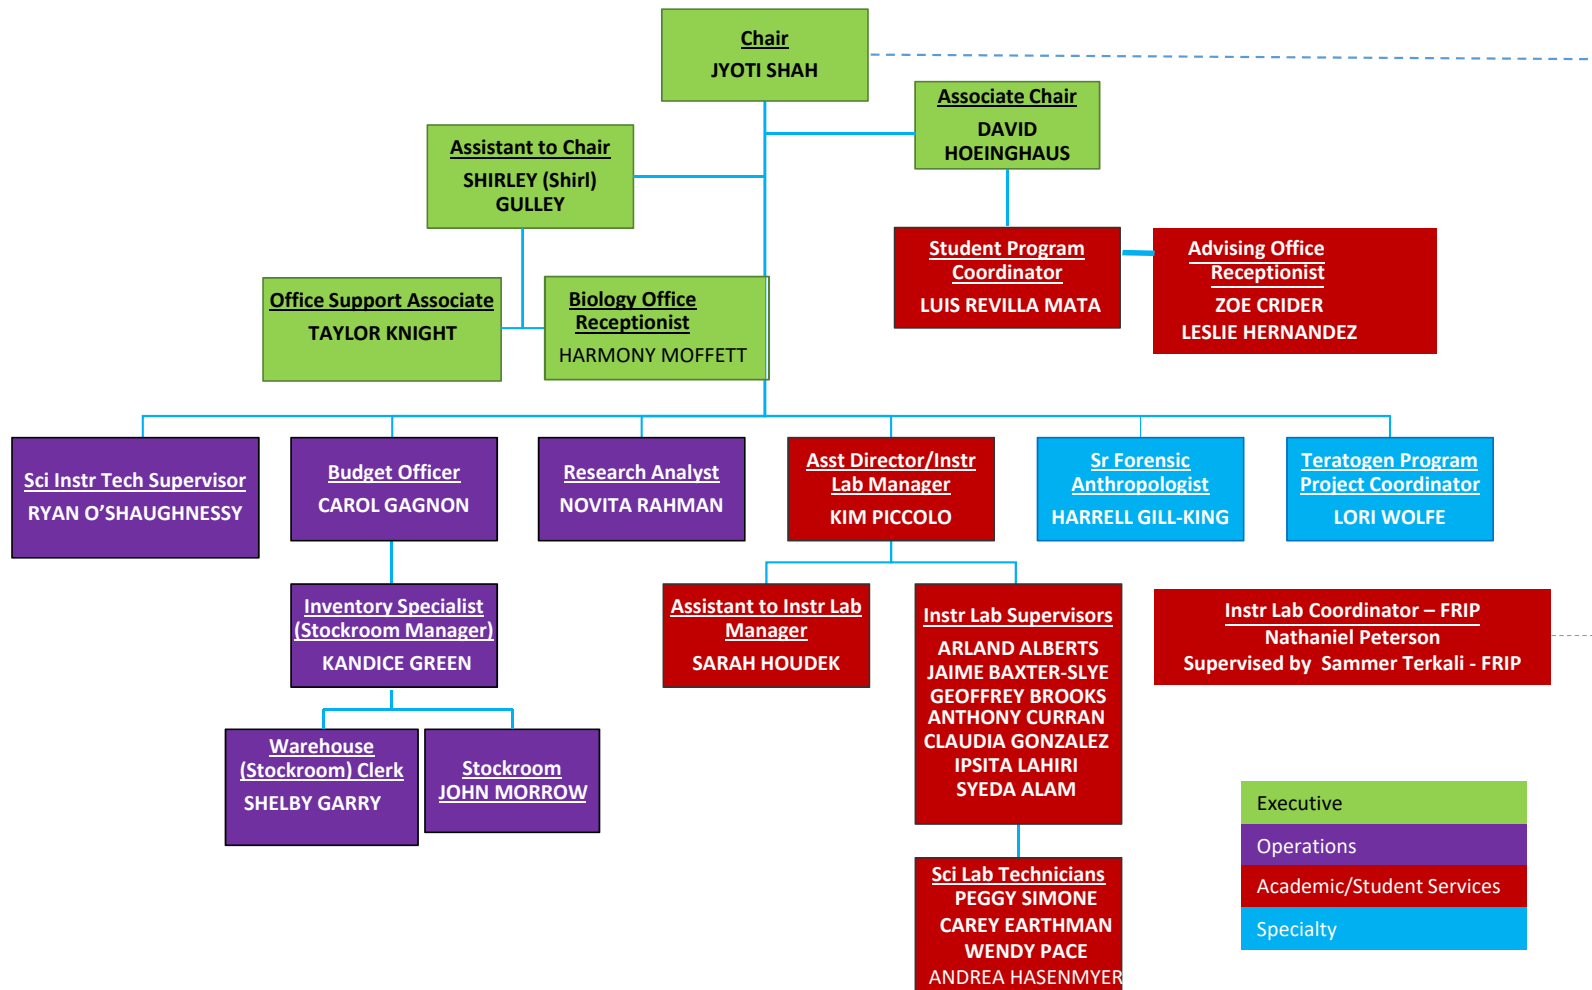 Chair
JYOTI SHAH
Associate Chair
DAVID
HOEINGHAUS
Assistant to Chair
SHIRLEY (Shirl)
GULLEY
Student Program
Coordinator
LUIS REVILLA MATA
Advising Office
Receptionist
ZOE CRIDER
LESLIE HERNANDEZ
Office Support Associate
TAYLOR KNIGHT
Biology Office
Receptionist
HARMONY MOFFETT
Sci Instr Tech Supervisor
RYAN O’SHAUGHNESSY
Budget Officer
CAROL GAGNON
Research Analyst
NOVITA RAHMAN
Asst Director/Instr
Lab Manager
KIM PICCOLO
Sr Forensic
Anthropologist
HARRELL GILL-KING
Teratogen Program
Project Coordinator
LORI WOLFE
Inventory Specialist
(Stockroom Manager)
KANDICE GREEN
Assistant to Instr Lab
Manager
SARAH HOUDEK
Instr Lab Supervisors
ARLAND ALBERTS
JAIME BAXTER-SLYE
GEOFFREY BROOKS
ANTHONY CURRAN
CLAUDIA GONZALEZ
IPSITA LAHIRI
SYEDA ALAM
Instr Lab Coordinator – FRIP
Nathaniel Peterson
Supervised by Sammer Terkali - FRIP
Warehouse
(Stockroom) Clerk
SHELBY GARRY
Stockroom
JOHN MORROW
Sci Lab Technicians
PEGGY SIMONE
CAREY EARTHMAN
WENDY PACE
ANDREA HASENMYER
Executive
Operations
Academic/Student Services
Specialty